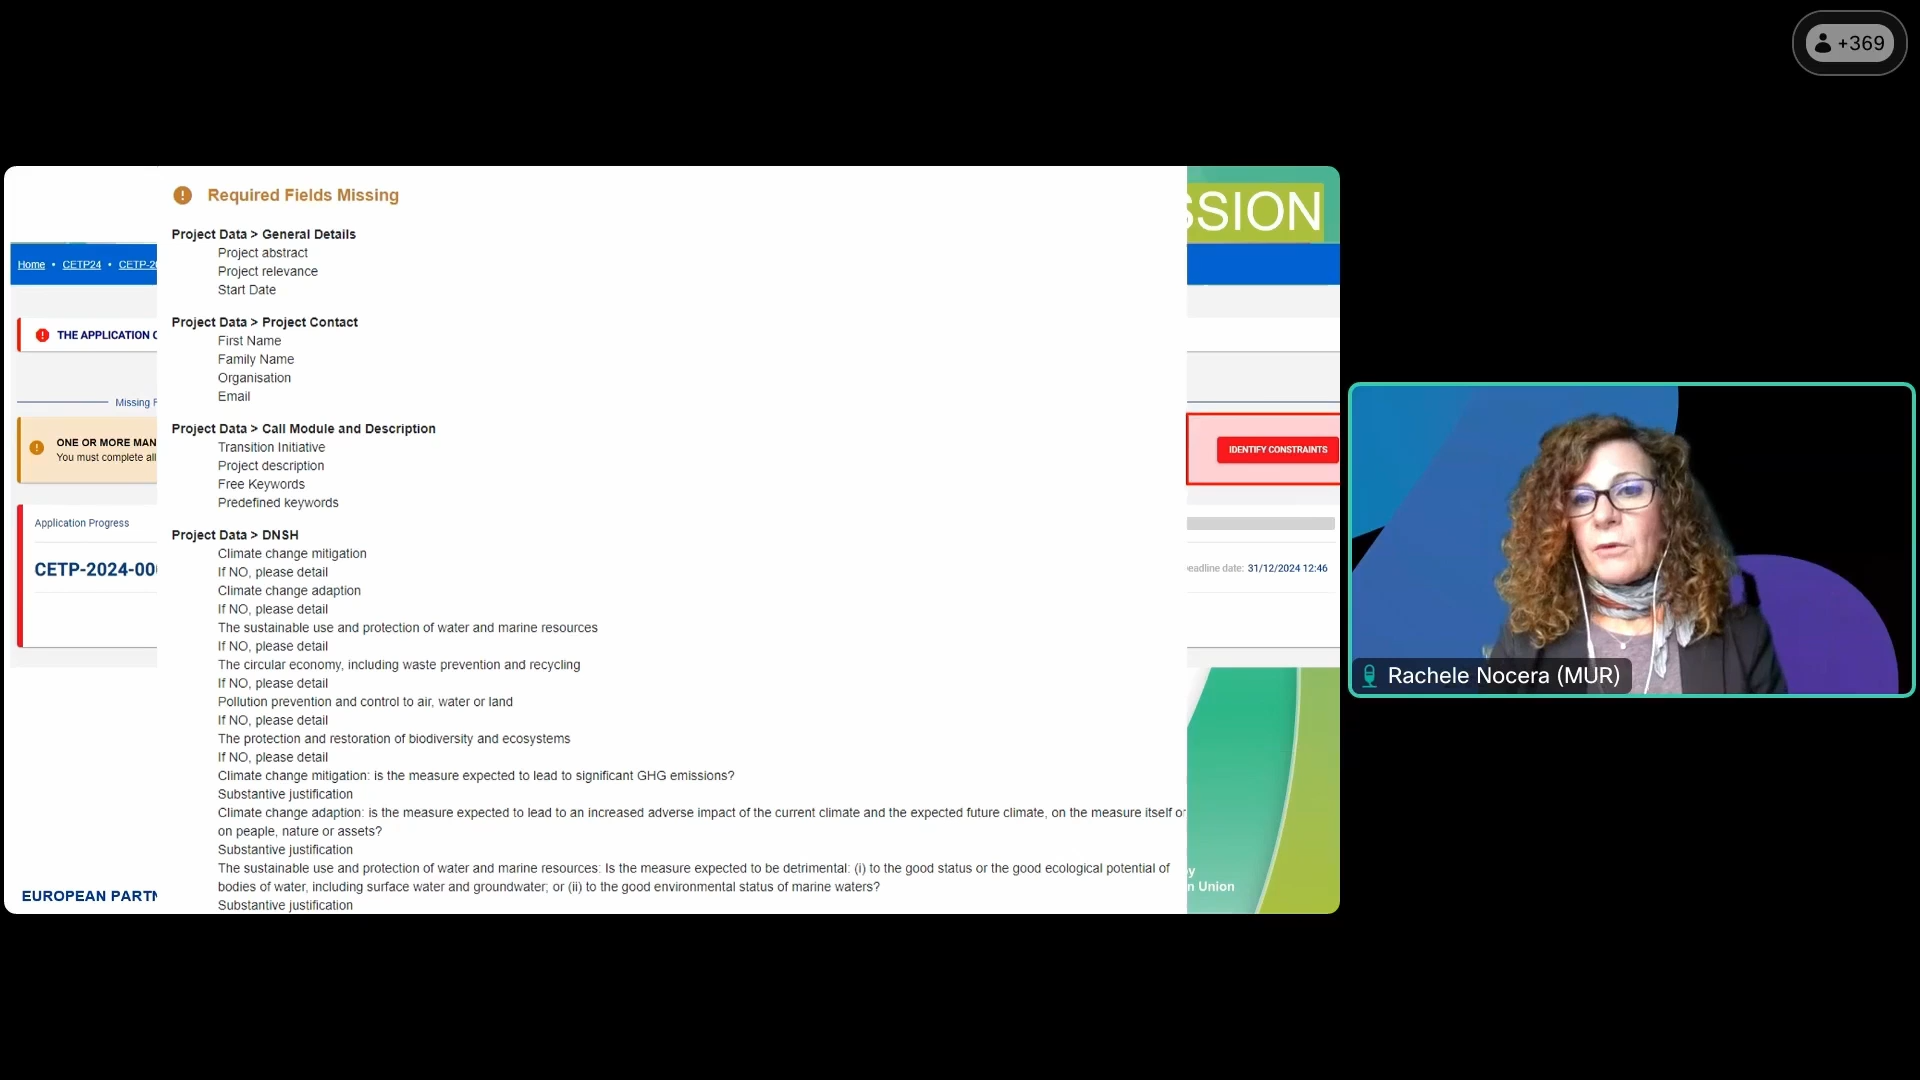 +369
SSION
Required Fields Missing
Project Data > General Details
Project abstract
Project relevance
Start Date
Home • CETP24 • CETP-20
Project Data > Project Contact
First Name
Family Name
Organisation
Email
THE APPLICATION
Missing
Project Data > Call Module and Description
Transition Initiative
Project description
Free Keywords
Predefined keywords
ONE OR MORE MAN
You must complete all
IDENTIFY CONSTRAINTS
Project Data > DNSH
Climate change mitigation
If NO, please detail
Climate change adaption
If NO, please detail
The sustainable use and protection of water and marine resources
If NO, please detail
The circular economy, including waste prevention and recycling
If NO, please detail
Pollution prevention and control to air, water or land
If NO, please detail
The protection and restoration of biodiversity and ecosystems
If NO, please detail
Climate change mitigation: is the measure expected to lead to significant GHG emissions?
Substantive justification
Climate change adaption: is the measure expected to lead to an increased adverse impact of the current climate and the expected future climate, on the measure itself or
on peaple, nature or assets?
Substantive justification
The sustainable use and protection of water and marine resources: Is the measure expected to be detrimental: (i) to the good status or the good ecological potential of
bodies of water, including surface water and groundwater; or (ii) to the good environmental status of marine waters?
Substantive justification
Application Progress
CETP-2024-00
eadline date: 31/12/2024 12:46
EUROPEAN PARTN
y
n Union
Rachele Nocera (MUR)